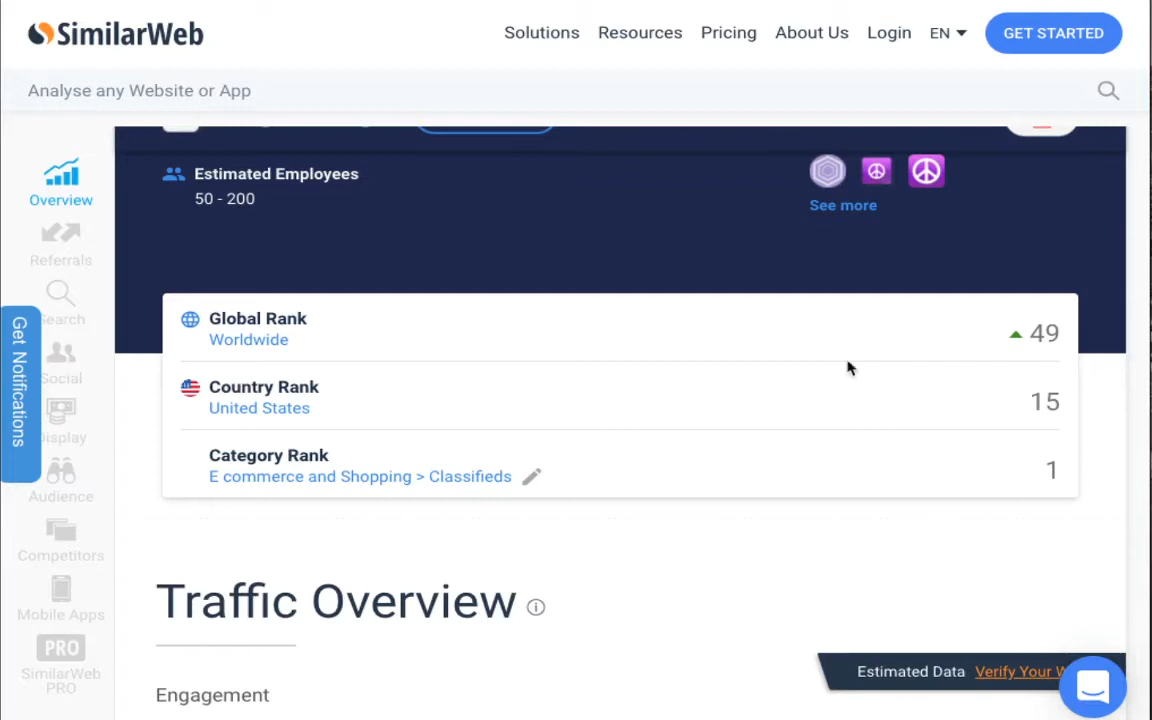 SimilarWeb
Solutions Resources Pricing About Us Login EN GET STARTED
Analyse any Website or App
Overview
Referrals
Search
Social
Display
Audience
Competitors
Mobile Apps
PRO
SimilarWeb
PRO
Get Notifications
Estimated Employees
50 - 200
See more
Global Rank
Worldwide
49
Country Rank
United States
15
Category Rank
E commerce and Shopping > Classifieds
1
Traffic Overview
Engagement
Estimated Data Verify Your